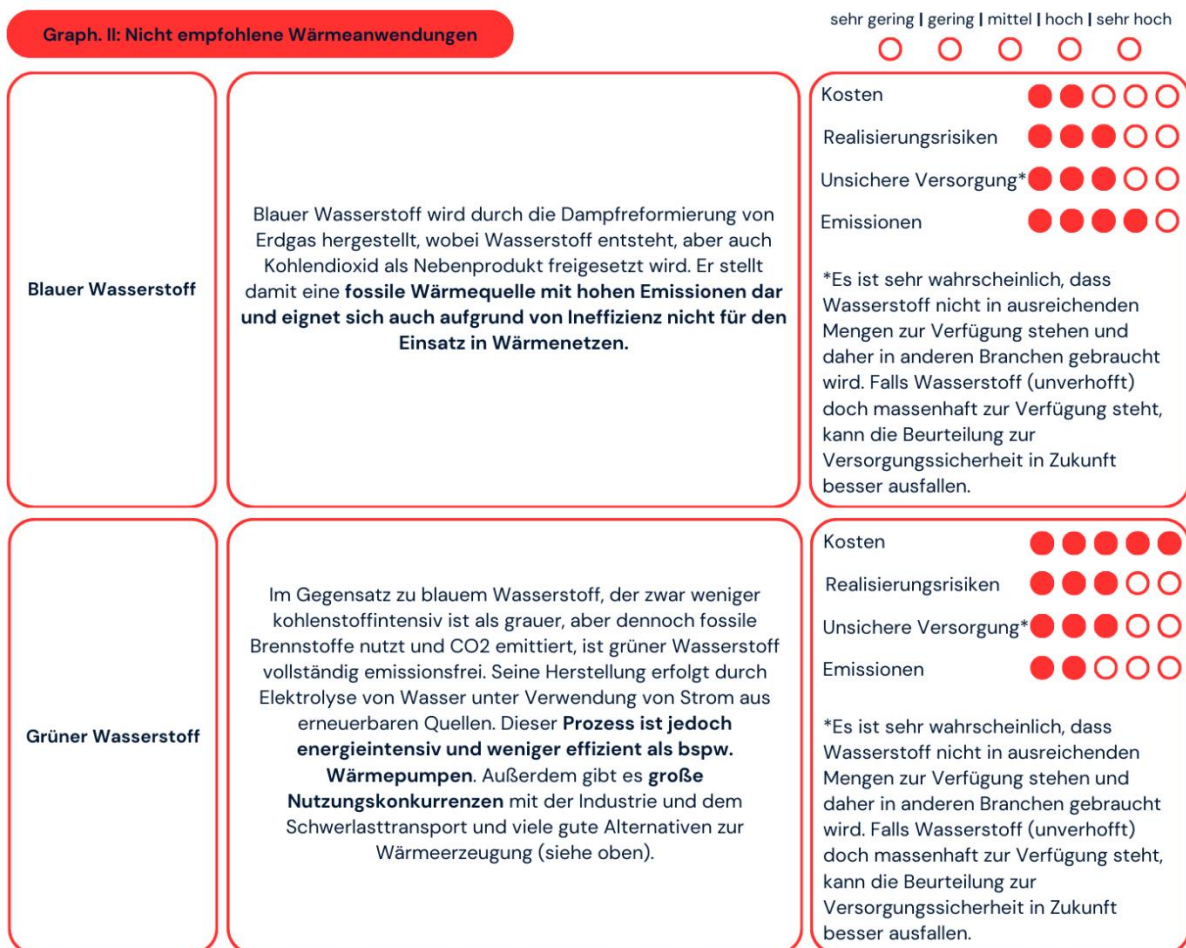 Graph. II: Nicht empfohlene Wärmeanwendungen
sehr gering | gering | mittel | hoch | sehr hoch
Blauer Wasserstoff
Blauer Wasserstoff wird durch die Dampfreformierung von
Erdgas hergestellt, wobei Wasserstoff entsteht, aber auch
Kohlendioxid als Nebenprodukt freigesetzt wird. Er stellt
damit eine fossile Wärmequelle mit hohen Emissionen dar
und eignet sich auch aufgrund von Ineffizienz nicht für den
Einsatz in Wärmenetzen.
Kosten
Realisierungsrisiken
Unsichere Versorgung*
Emissionen
*Es ist sehr wahrscheinlich, dass
Wasserstoff nicht in ausreichenden
Mengen zur Verfügung stehen und
daher in anderen Branchen gebraucht
wird. Falls Wasserstoff (unverhofft)
doch massenhaft zur Verfügung steht,
kann die Beurteilung zur
Versorgungssicherheit in Zukunft
besser ausfallen.
Grüner Wasserstoff
Im Gegensatz zu blauem Wasserstoff, der zwar weniger
kohlenstoffintensiv ist als grauer, aber dennoch fossile
Brennstoffe nutzt und CO2 emittiert, ist grüner Wasserstoff
vollständig emissionsfrei. Seine Herstellung erfolgt durch
Elektrolyse von Wasser unter Verwendung von Strom aus
erneuerbaren Quellen. Dieser Prozess ist jedoch
energieintensiv und weniger effizient als bspw.
Wärmepumpen. Außerdem gibt es große
Nutzungskonkurrenzen mit der Industrie und dem
Schwerlasttransport und viele gute Alternativen zur
Wärmeerzeugung (siehe oben).
Kosten
Realisierungsrisiken
Unsichere Versorgung*
Emissionen
*Es ist sehr wahrscheinlich, dass
Wasserstoff nicht in ausreichenden
Mengen zur Verfügung stehen und
daher in anderen Branchen gebraucht
wird. Falls Wasserstoff (unverhofft)
doch massenhaft zur Verfügung steht,
kann die Beurteilung zur
Versorgungssicherheit in Zukunft
besser ausfallen.